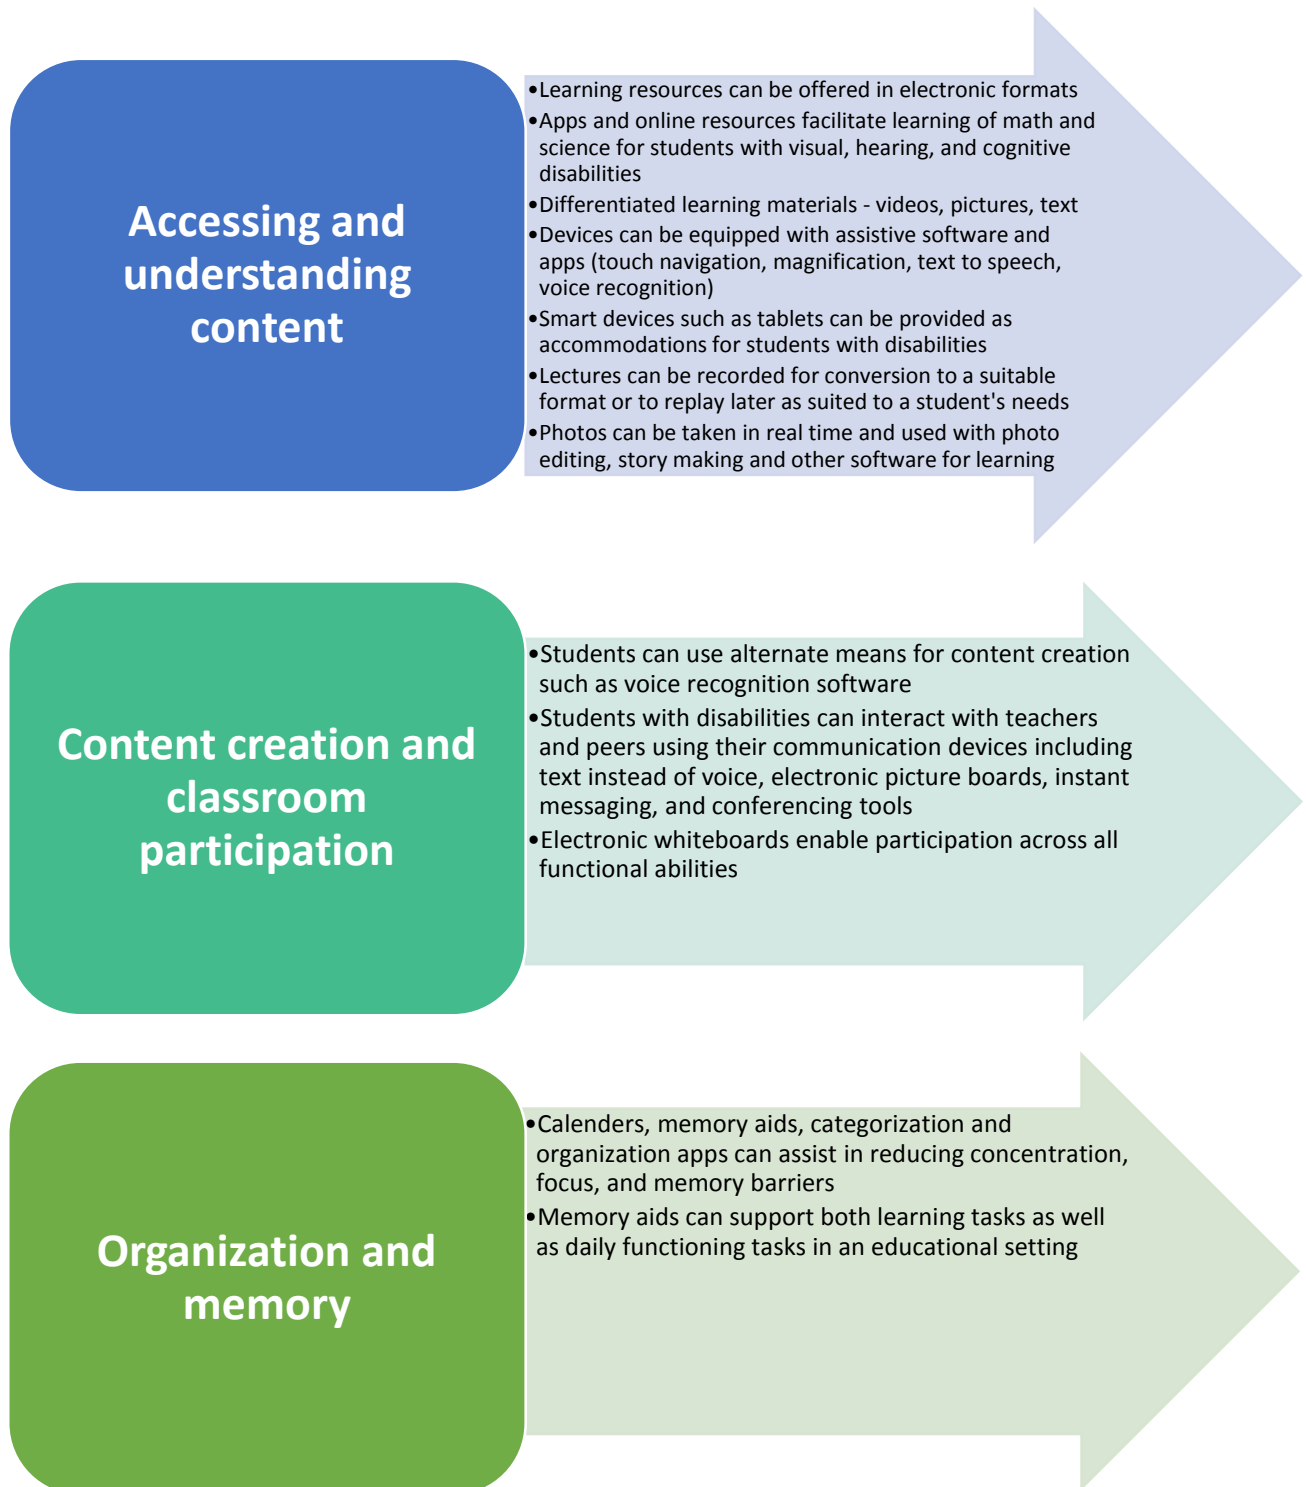 Accessing and
understanding
content
•Learning resources can be offered in electronic formats
•Apps and online resources facilitate learning of math and
science for students with visual, hearing, and cognitive
disabilities
•Differentiated learning materials - videos, pictures, text
•Devices can be equipped with assistive software and
apps (touch navigation, magnification, text to speech,
voice recognition)
•Smart devices such as tablets can be provided as
accommodations for students with disabilities
•Lectures can be recorded for conversion to a suitable
format or to replay later as suited to a student's needs
•Photos can be taken in real time and used with photo
editing, story making and other software for learning
Content creation and
classroom
participation
•Students can use alternate means for content creation
such as voice recognition software
•Students with disabilities can interact with teachers
and peers using their communication devices including
text instead of voice, electronic picture boards, instant
messaging, and conferencing tools
•Electronic whiteboards enable participation across all
functional abilities
Organization and
memory
•Calenders, memory aids, categorization and
organization apps can assist in reducing concentration,
focus, and memory barriers
•Memory aids can support both learning tasks as well
as daily functioning tasks in an educational setting